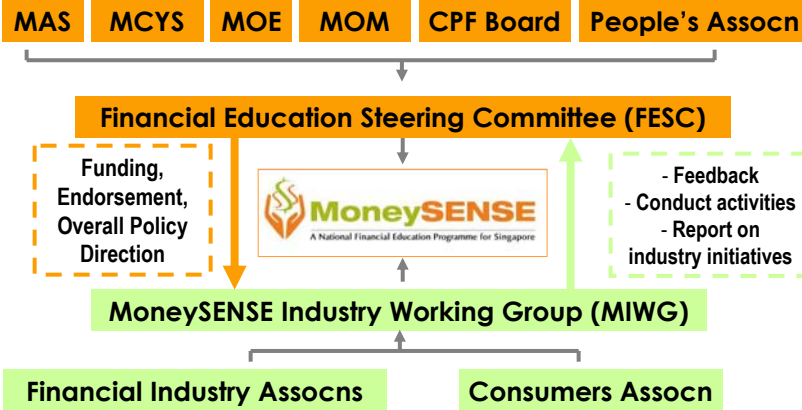 MAS MCYS MOE MOM CPF Board People's Assocn
Financial Education Steering Committee (FESC)
Funding,
Endorsement,
Overall Policy
Direction
MoneySENSE
A National Financial Education Programme for Singapore
- Feedback
- Conduct activities
- Report on
industry initiatives
MoneySENSE Industry Working Group (MIWG)
Financial Industry Assocns
Consumers Assocn